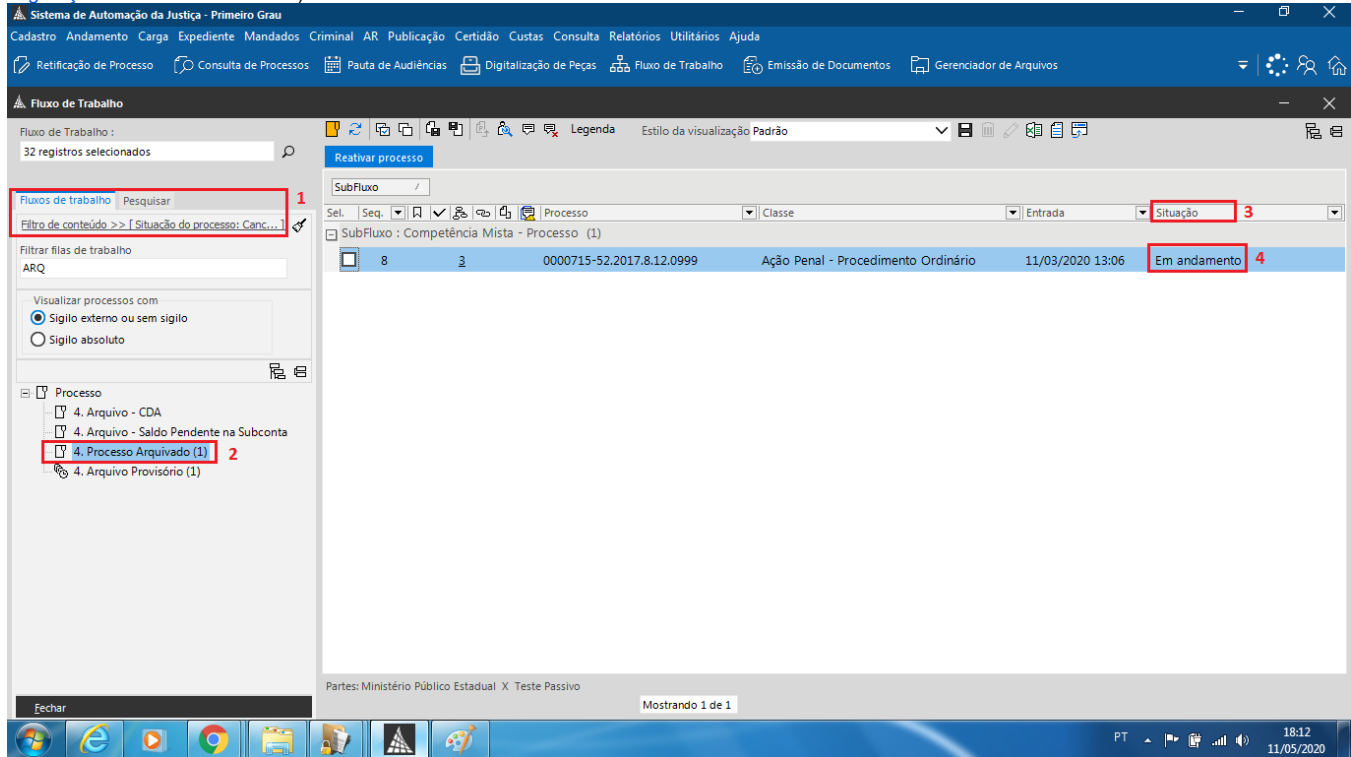 Sistema de Automação da Justiça - Primeiro Grau
Cadastro Andamento Carga Expediente Mandados Criminal AR Publicação Certidão Custas Consulta Relatórios Utilitários Ajuda
Retificação de Processo Consulta de Processos Pauta de Audiências Digitalização de Peças Fluxo de Trabalho Emissão de Documentos Gerenciador de Arquivos
Fluxo de Trabalho
Fluxo de Trabalho :
32 registros selecionados
Legenda Estilo da visualização Padrão
Reativar processo
SubFluxo /
Fluxos de trabalho Pesquisar 1
Filtro de conteúdo >> [ Situação do processo: Canc... ]
Filtrar filas de trabalho
ARQ
Visualizar processos com
Sigilo externo ou sem sigilo
Sigilo absoluto
Processo
4. Arquivo - CDA
4. Arquivo - Saldo Pendente na Subconta
4. Processo Arquivado (1) 2
4. Arquivo Provisório (1)
Fechar
Sel. Seq. Processo Classe Entrada Situação 3
SubFluxo : Competência Mista - Processo (1)
8 3 0000715-52.2017.8.12.0999 Ação Penal - Procedimento Ordinário 11/03/2020 13:06 Em andamento 4
Partes: Ministério Público Estadual X Teste Passivo
Mostrando 1 de 1
PT
18:12
11/05/2020